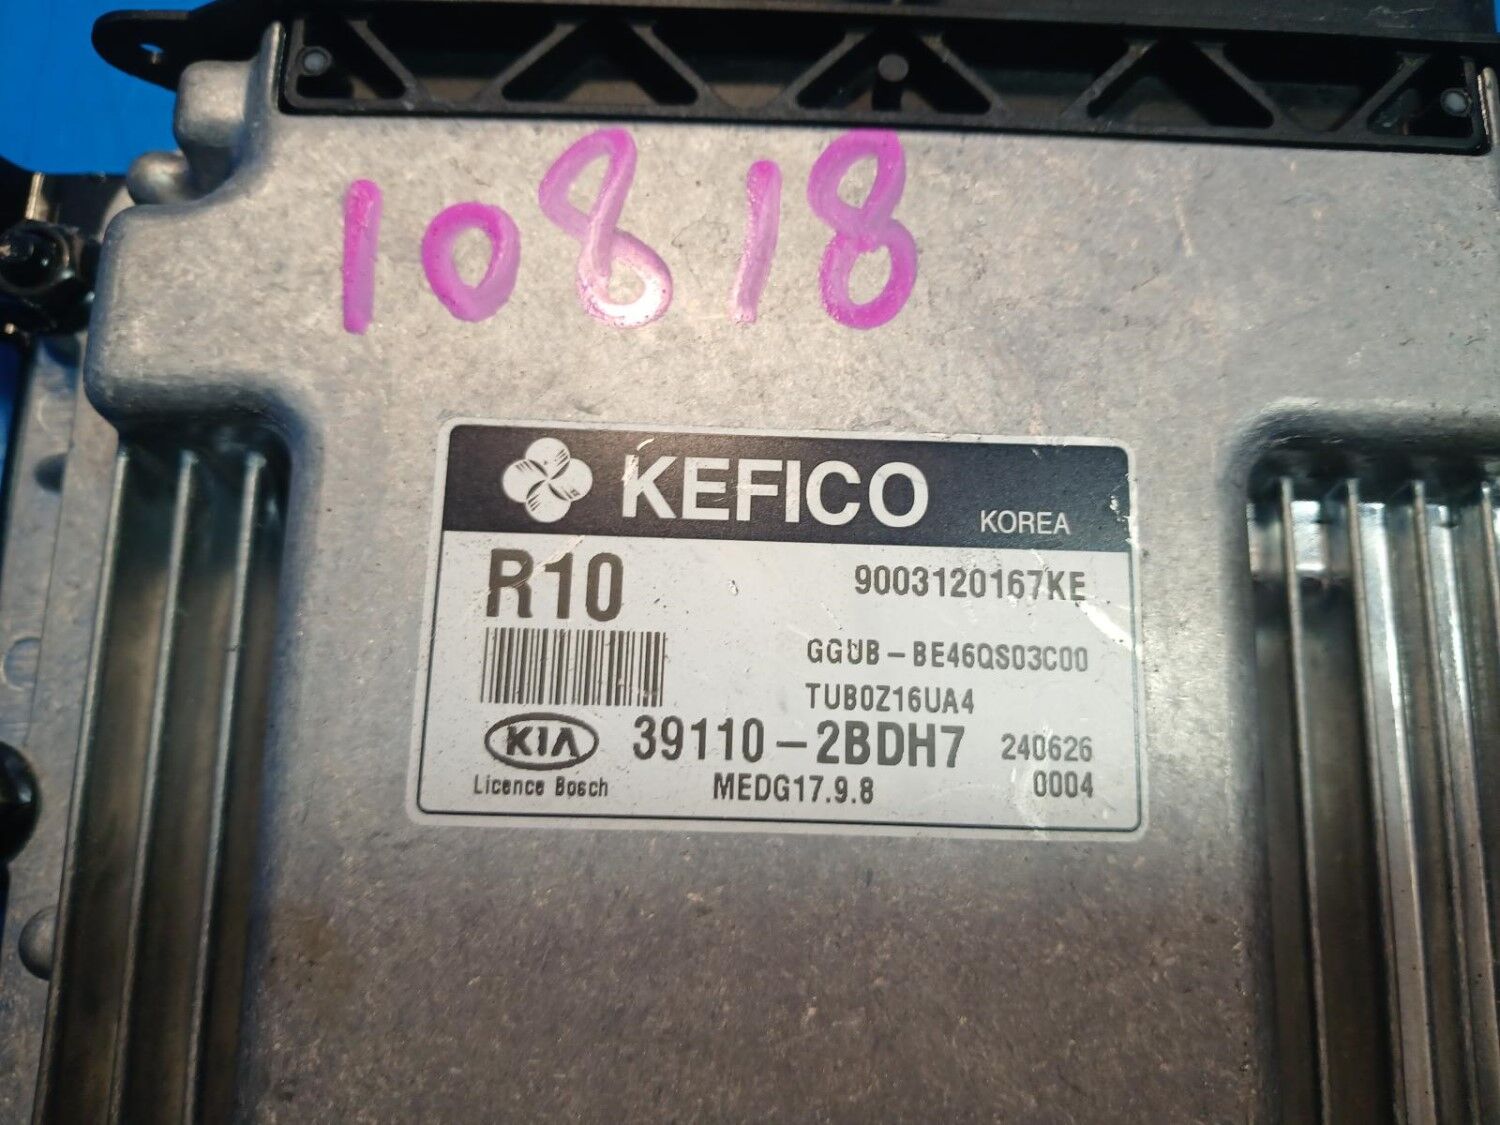 10818
KEFICO KOREA
R10 9003120167KE
GGUB-BE46QS03C00
TUB0Z16UA4
KIA 39110-2BDH7 240626
Licence Bosch MEDG17.9.8 0004